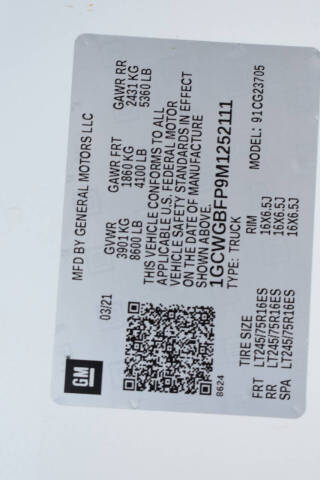 GM
MFD BY GENERAL MOTORS LLC
03/21
GVWR
3901 KG
8600 LB
GAWR FRT
1860 KG
4100 LB
GAWR RR
2431 KG
5360 LB
THIS VEHICLE CONFORMS TO ALL
APPLICABLE U.S. FEDERAL MOTOR
VEHICLE SAFETY STANDARDS IN EFFECT
ON THE DATE OF MANUFACTURE
SHOWN ABOVE.
1GCWGBFP9M1252111
TYPE: TRUCK
MODEL: 91CG23705
8624
TIRE SIZE RIM
FRT LT245/75R16ES 16X6.5J
RR LT245/75R16ES 16X6.5J
SPA LT245/75R16ES 16X6.5J